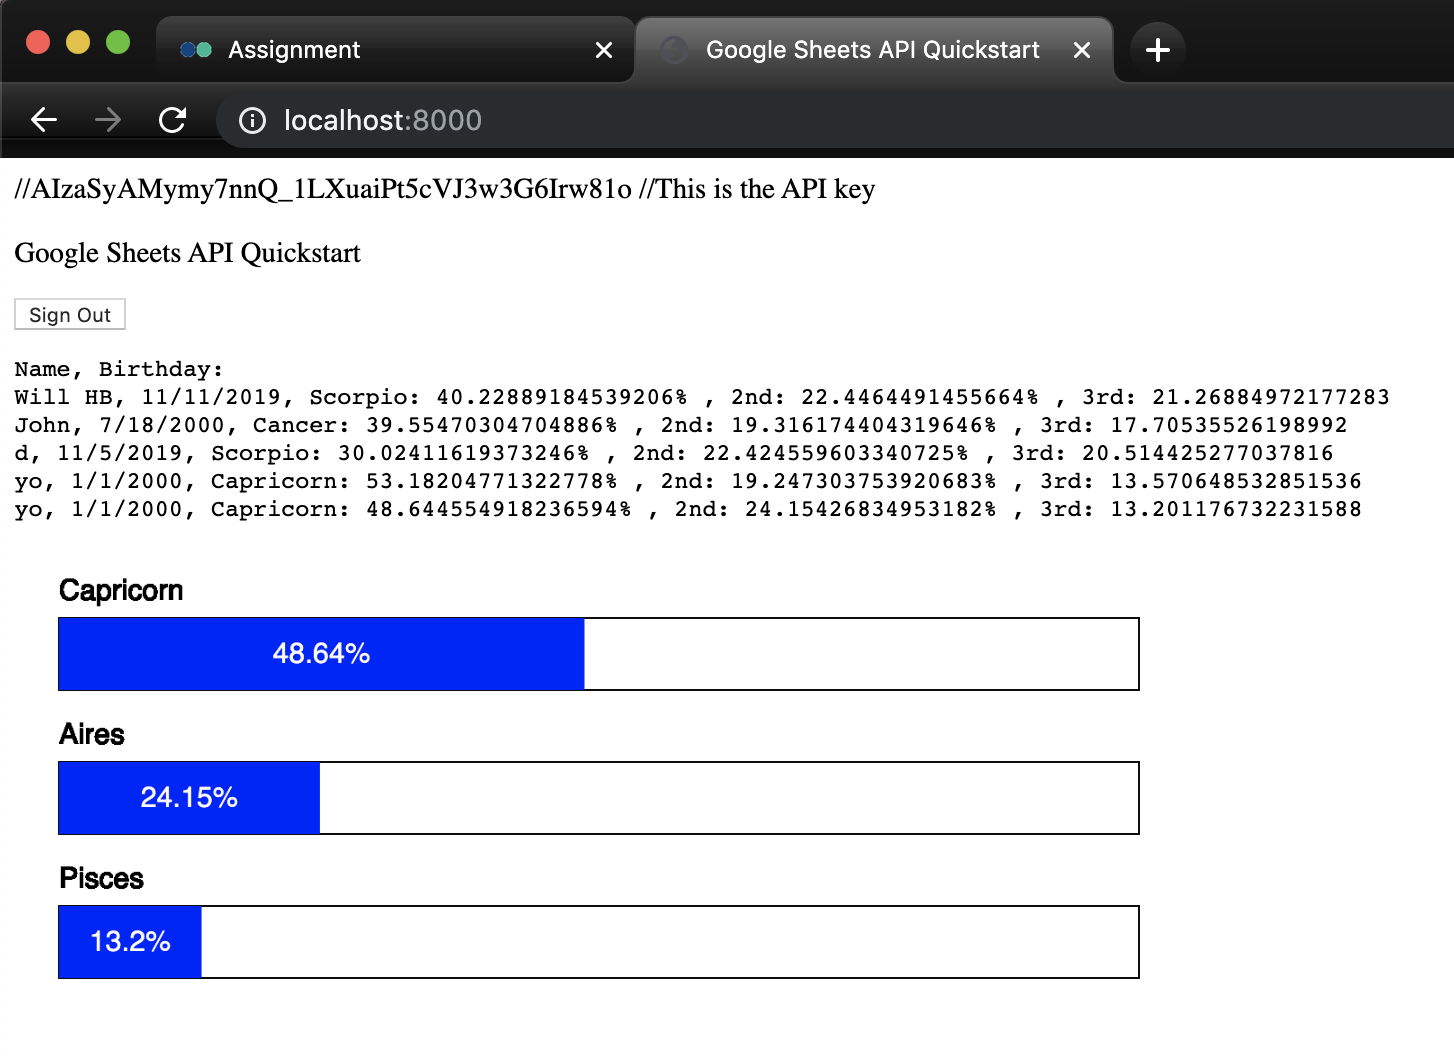 Assignment
Google Sheets API Quickstart
localhost:8000
//AIzaSyAMymy7nnQ_1LXuaiPt5cVJ3w3G6Irw81o //This is the API key
Google Sheets API Quickstart
Sign Out
Name, Birthday:
Will HB, 11/11/2019, Scorpio: 40.22889184539206% , 2nd: 22.4464491455664% , 3rd: 21.26884972177283
John, 7/18/2000, Cancer: 39.55470304704886% , 2nd: 19.316174404319646% , 3rd: 17.70535526198992
d, 11/5/2019, Scorpio: 30.02411619373246% , 2nd: 22.424559603340725% , 3rd: 20.514425277037816
yo, 1/1/2000, Capricorn: 53.18204771322778% , 2nd: 19.247303753920683% , 3rd: 13.570648532851536
yo, 1/1/2000, Capricorn: 48.644554918236594% , 2nd: 24.15426834953182% , 3rd: 13.201176732231588
Capricorn
48.64%
Aires
24.15%
Pisces
13.2%